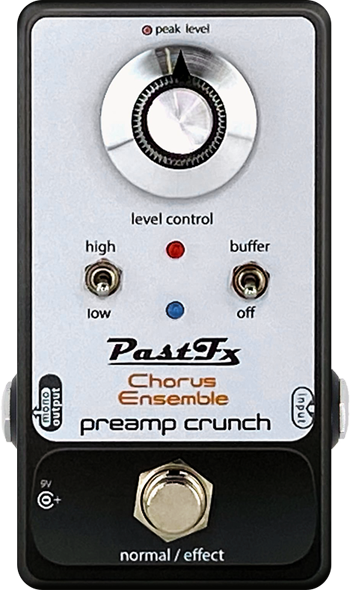 peak level
level control
high
buffer
low
off
PastFx
Chorus
Ensemble
mono
output
input
preamp crunch
9V
+
normal / effect